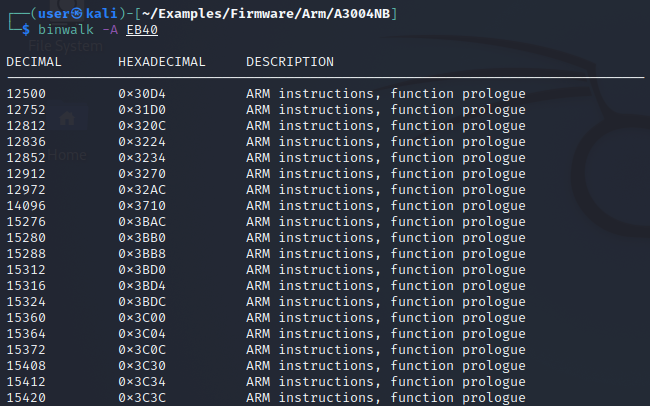 ┌──(user㉿kali)-[~/Examples/Firmware/Arm/A3004NB]
└─$ binwalk -A EB40
File System
DECIMAL       HEXADECIMAL     DESCRIPTION
--------------------------------------------------------------------------------
12500         0×30D4          ARM instructions, function prologue
12752         0×31D0          ARM instructions, function prologue
12812         0×320C          ARM instructions, function prologue
12836         0×3224          ARM instructions, function prologue
12852         0×3234          ARM instructions, function prologue
Home
12912         0×3270          ARM instructions, function prologue
12972         0×32AC          ARM instructions, function prologue
14096         0×3710          ARM instructions, function prologue
15276         0×3BAC          ARM instructions, function prologue
15280         0×3BB0          ARM instructions, function prologue
15288         0×3BB8          ARM instructions, function prologue
15312         0×3BD0          ARM instructions, function prologue
15316         0×3BD4          ARM instructions, function prologue
15324         0×3BDC          ARM instructions, function prologue
15360         0×3C00          ARM instructions, function prologue
15364         0×3C04          ARM instructions, function prologue
15372         0×3C0C          ARM instructions, function prologue
15408         0×3C30          ARM instructions, function prologue
15412         0×3C34          ARM instructions, function prologue
15420         0×3C3C          ARM instructions, function prologue